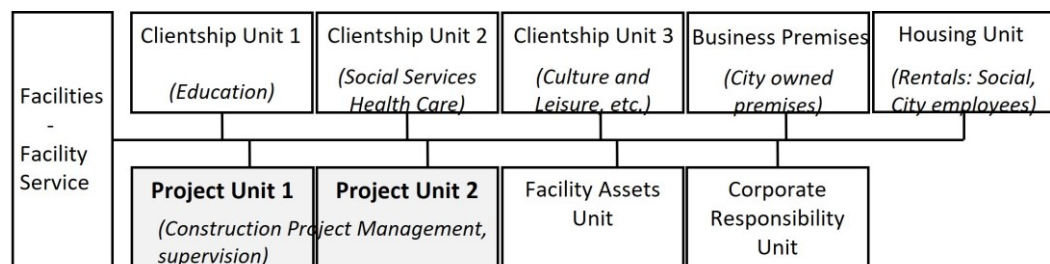 Facilities
-
Facility
Service
Clientship Unit 1
(Education)
Clientship Unit 2
(Social Services
Health Care)
Clientship Unit 3
(Culture and
Leisure, etc.)
Business Premises
(City owned
premises)
Housing Unit
(Rentals: Social,
City employees)
Project Unit 1
Project Unit 2
(Construction Project Management,
supervision)
Facility Assets
Unit
Corporate
Responsibility
Unit